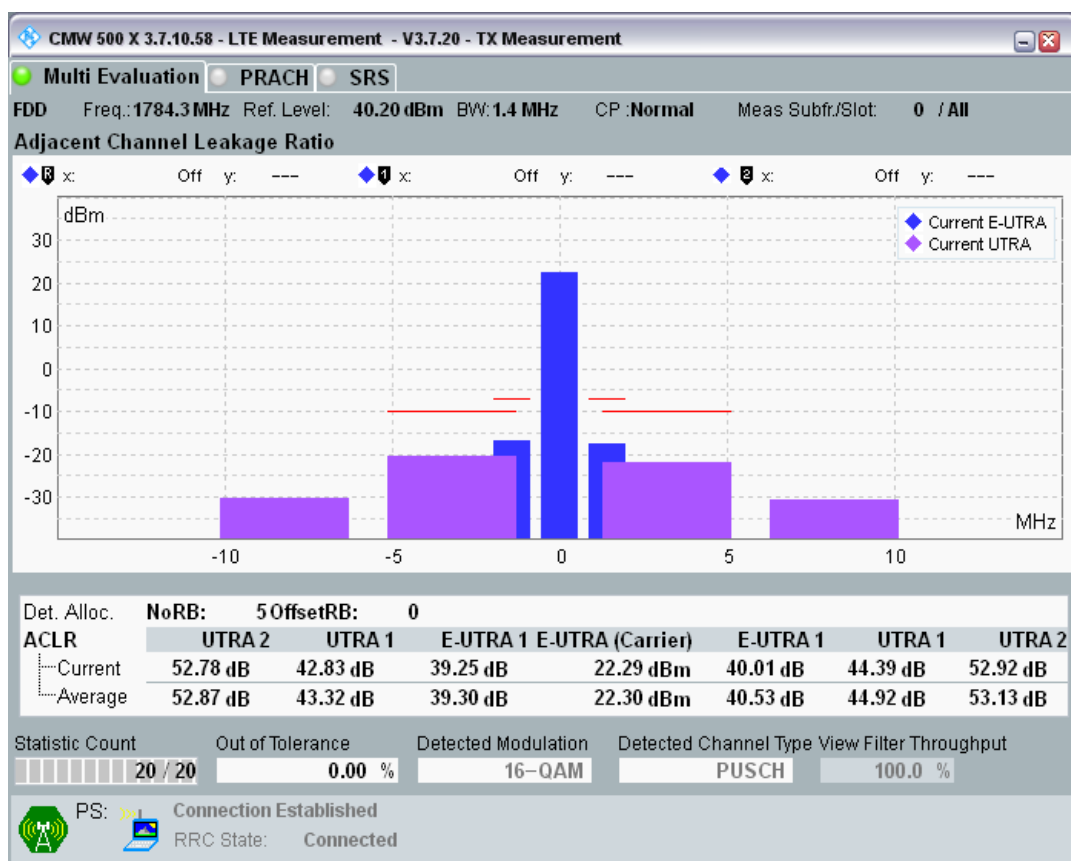 CMW 500 X 3.7.10.58 - LTE Measurement - V3.7.20 - TX Measurement
Multi Evaluation PRACH SRS
FDD Freq.: 1784.3 MHz Ref. Level: 40.20 dBm BW: 1.4 MHz CP : Normal Meas Subfr./Slot: 0 / All
Adjacent Channel Leakage Ratio
R x: Off y: --- 1 x: Off y: --- 2 x: Off y: ---
dBm
Current E-UTRA
Current UTRA
30
20
10
0
-10
-20
-30
MHz
-10 -5 0 5 10
Det. Alloc. NoRB: 5 OffsetRB: 0
ACLR UTRA 2 UTRA 1 E-UTRA 1 E-UTRA (Carrier) E-UTRA 1 UTRA 1 UTRA 2
Current 52.78 dB 42.83 dB 39.25 dB 22.29 dBm 40.01 dB 44.39 dB 52.92 dB
Average 52.87 dB 43.32 dB 39.30 dB 22.30 dBm 40.53 dB 44.92 dB 53.13 dB
Statistic Count Out of Tolerance Detected Modulation Detected Channel Type View Filter Throughput
20 / 20 0.00 % 16-QAM PUSCH 100.0 %
PS: Connection Established
RRC State: Connected